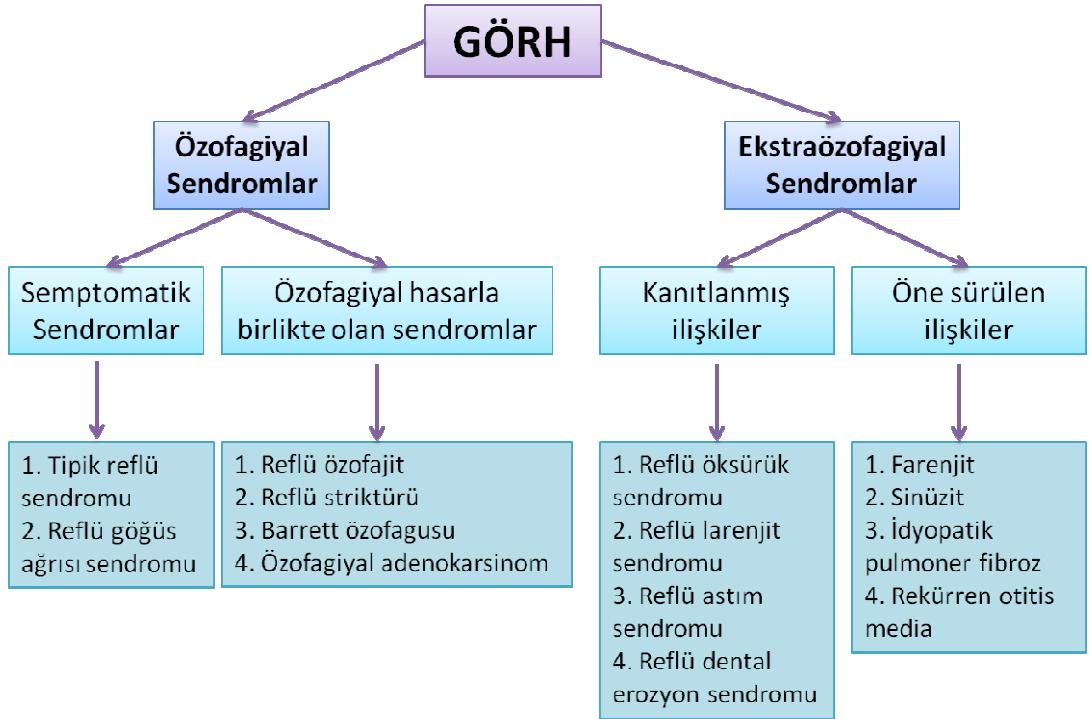 GÖRH
Özofagiyal
Sendromlar
Ekstraözofagiyal
Sendromlar
Semptomatik
Sendromlar
Özofagiyal hasarla
birlikte olan sendromlar
Kanıtlanmış
ilişkiler
Öne sürülen
ilişkiler
1. Tipik reflü
sendromu
2. Reflü göğüs
ağrısı sendromu
1. Reflü özofajit
2. Reflü striktürü
3. Barrett özofagusu
4. Özofagiyal adenokarsinom
1. Reflü öksürük
sendromu
2. Reflü larenjit
sendromu
3. Reflü astım
sendromu
4. Reflü dental
erozyon sendromu
1. Farenjit
2. Sinüzit
3. İdyopatik
pulmoner fibroz
4. Rekürren otitis
media